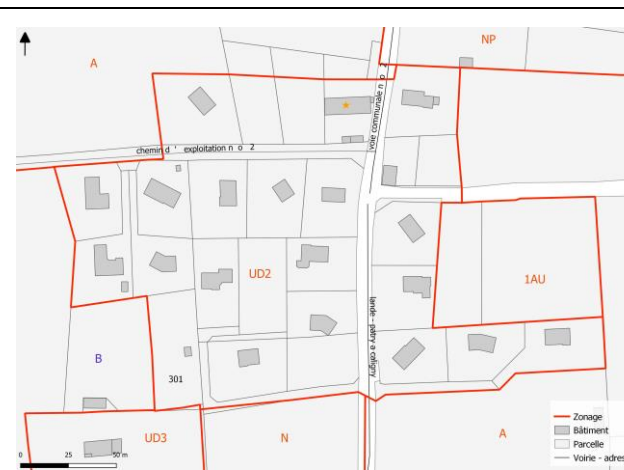 NP
A
voie communale n o 2
chemin d ' exploitation n o 2
UD2
1AU
lande - patry a caligny
B
301
UD3
N
A
Zonage
Bâtiment
Parcelle
Voirie - adres
0 25 50 m